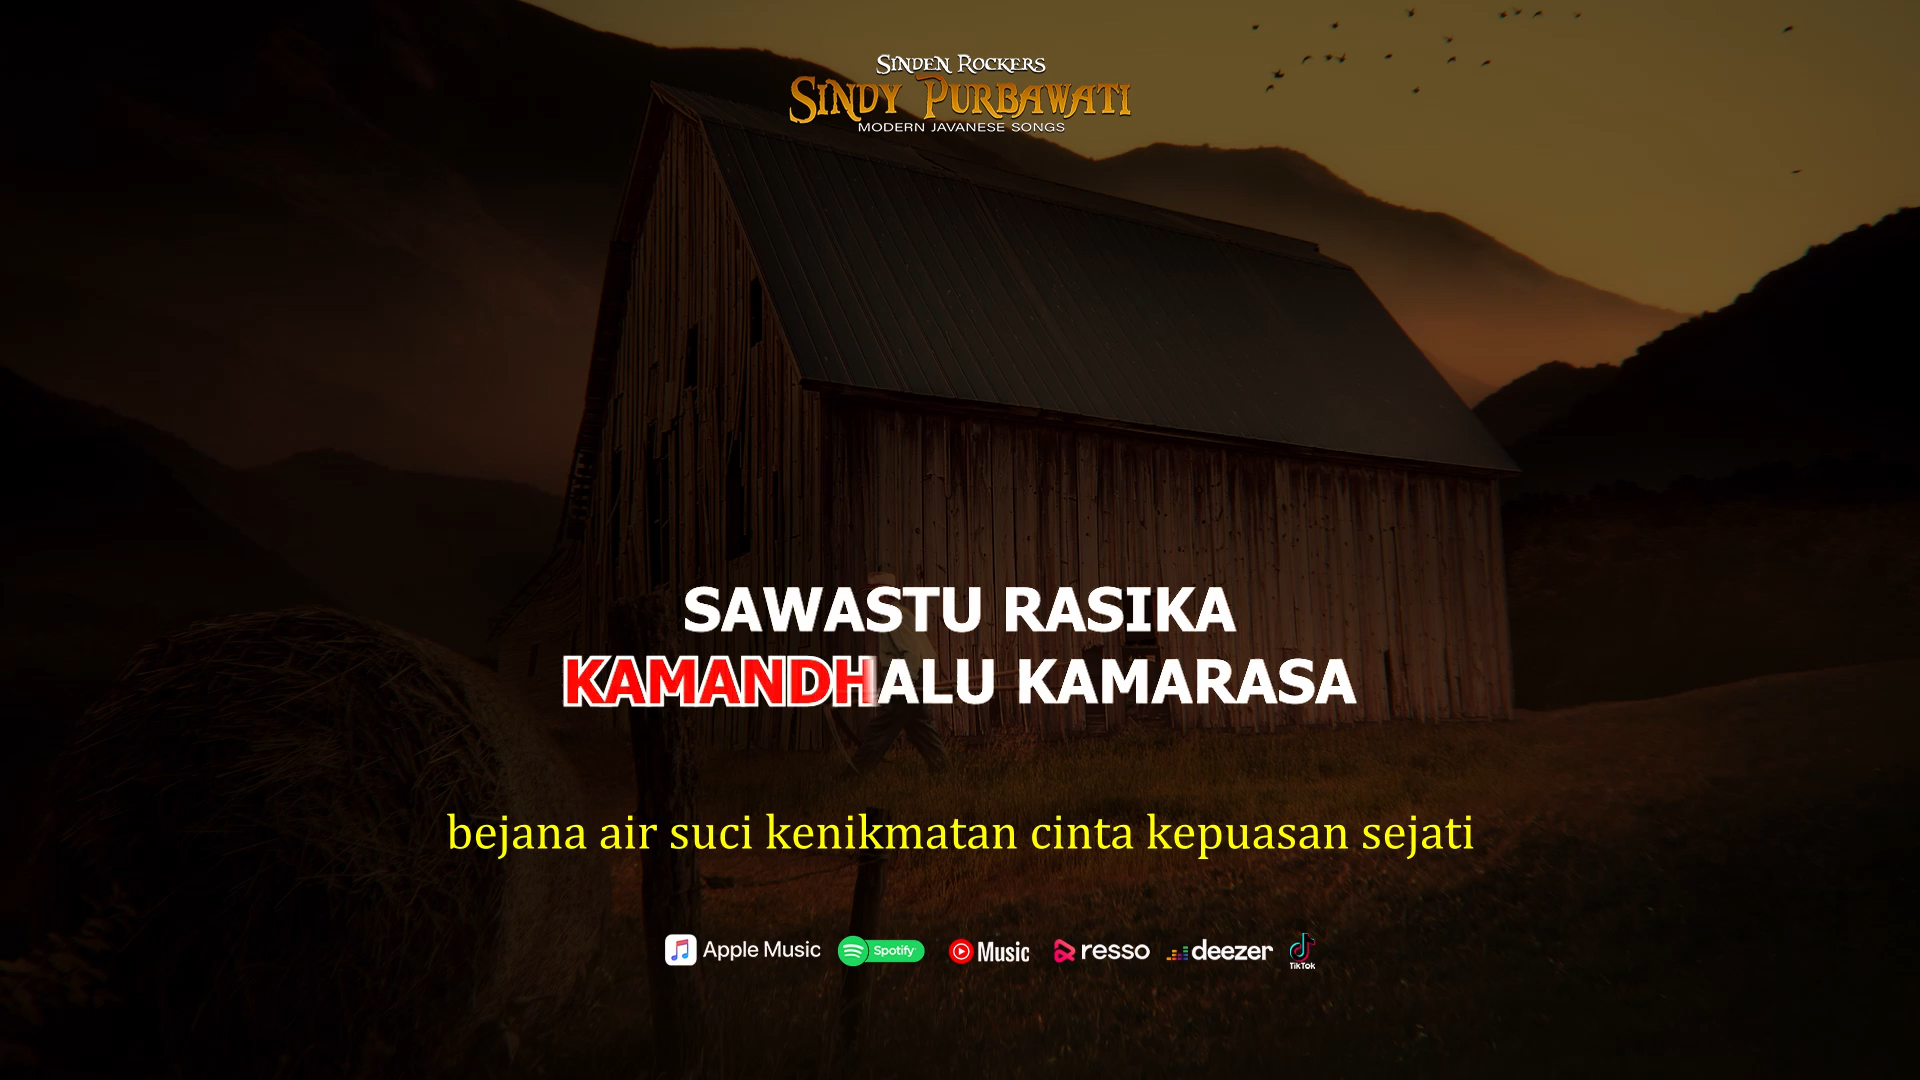 SINDEN ROCKERS
SINDY PURBAWATI
MODERN JAVANESE SONGS
SAWASTU RASIKA
KAMANDHALU KAMARASA
bejana air suci kenikmatan cinta kepuasan sejati
Apple Music Spotify Music resso deezer TikTok